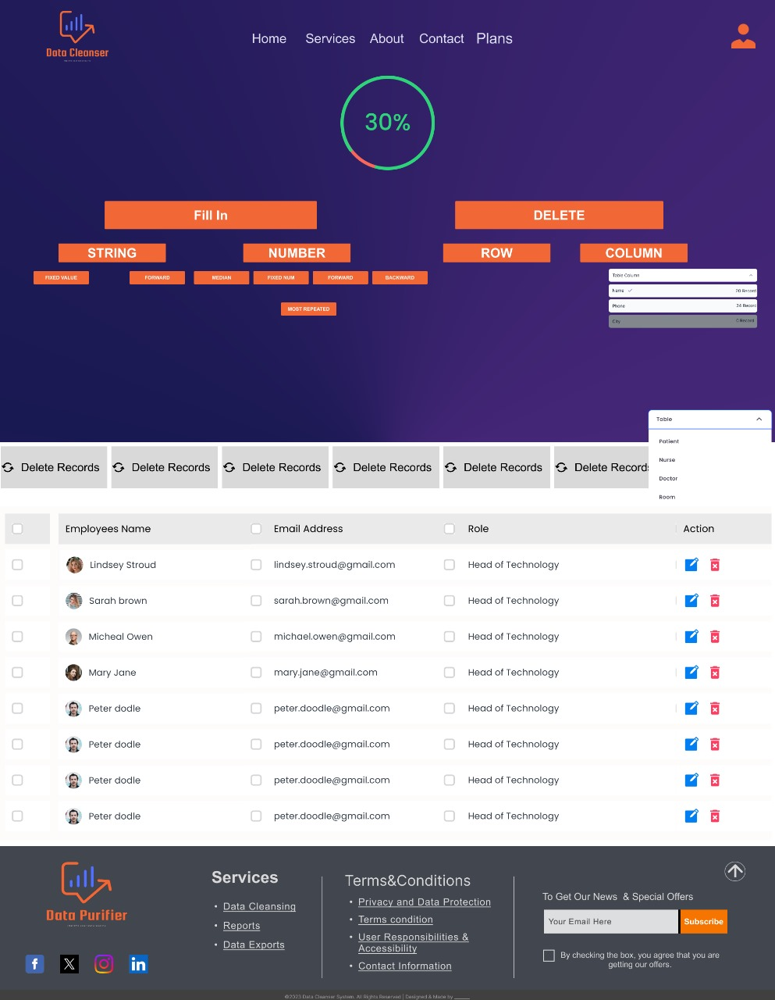 Home Services About Contact Plans
Data Cleanser
30%
Fill In DELETE
STRING NUMBER ROW COLUMN
FIXED VALUE FORWARD MEDIAN FIXED NUM FORWARD BACKWARD
MOST REPEATED
Table Column
Name 20 Record
Phone 34 Record
City 0 Record
Table
Patient
Nurse
Doctor
Room
Delete Records Delete Records Delete Records Delete Records Delete Records Delete Records
Employees Name Email Address Role Action
Lindsey Stroud lindsey.stroud@gmail.com Head of Technology
Sarah brown sarah.brown@gmail.com Head of Technology
Micheal Owen michael.owen@gmail.com Head of Technology
Mary Jane mary.jane@gmail.com Head of Technology
Peter dodle peter.doodle@gmail.com Head of Technology
Peter dodle peter.doodle@gmail.com Head of Technology
Peter dodle peter.doodle@gmail.com Head of Technology
Peter dodle peter.doodle@gmail.com Head of Technology
Data Purifier
Services
• Data Cleansing
• Reports
• Data Exports
Terms&Conditions
• Privacy and Data Protection
• Terms condition
• User Responsibilities &
Accessibility
• Contact Information
To Get Our News & Special Offers
Your Email Here Subscribe
By checking the box, you agree that you are
getting our offers.
©2023 Data Cleanser System. All Rights Reserved | Designed & Made by ______